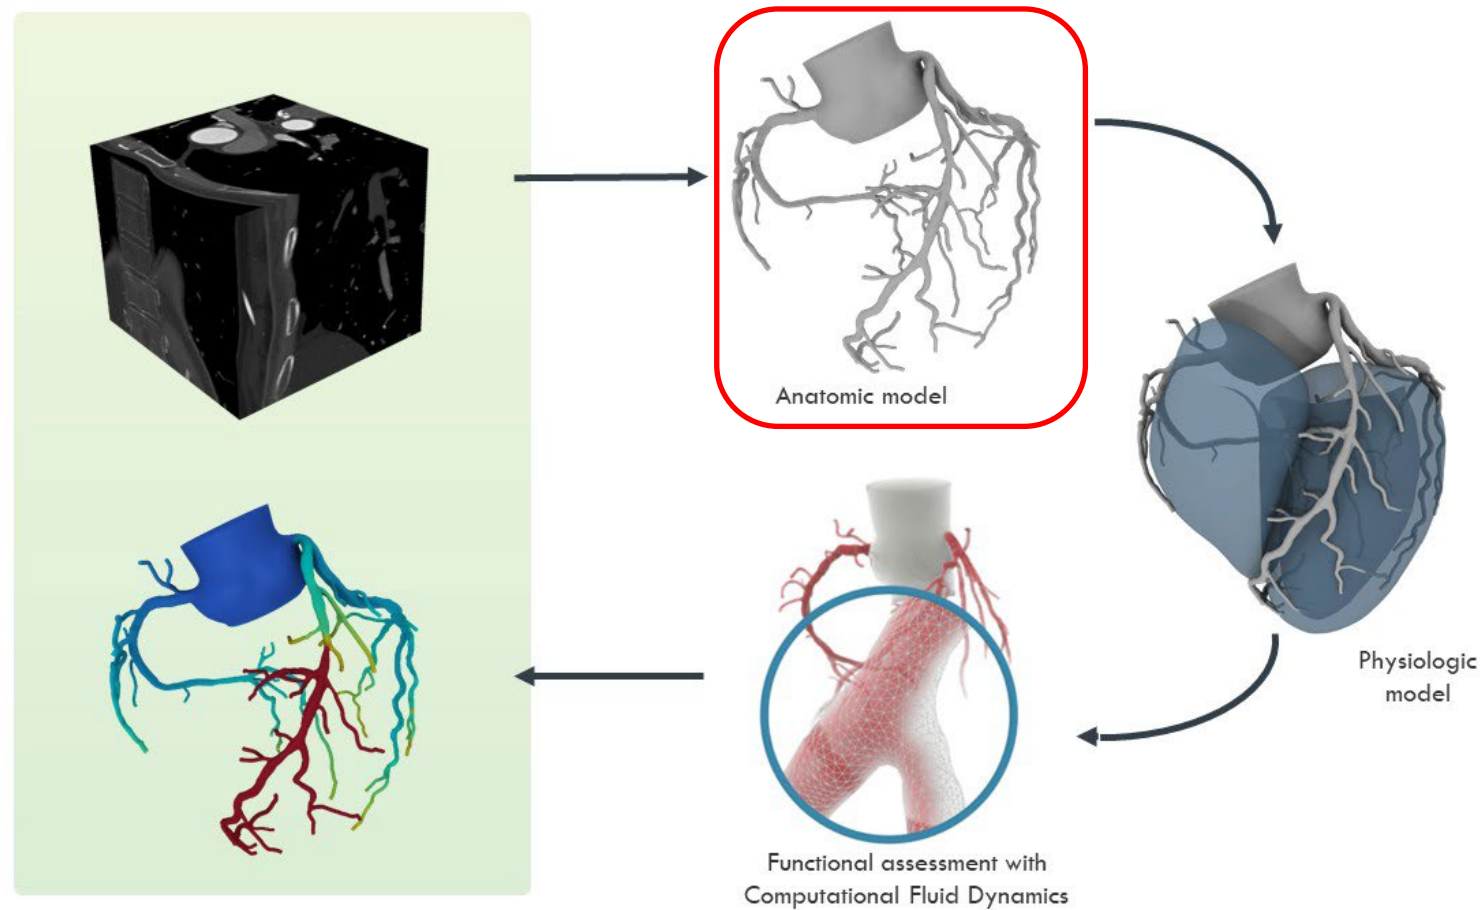 Anatomic model
Physiologic
model
Functional assessment with
Computational Fluid Dynamics